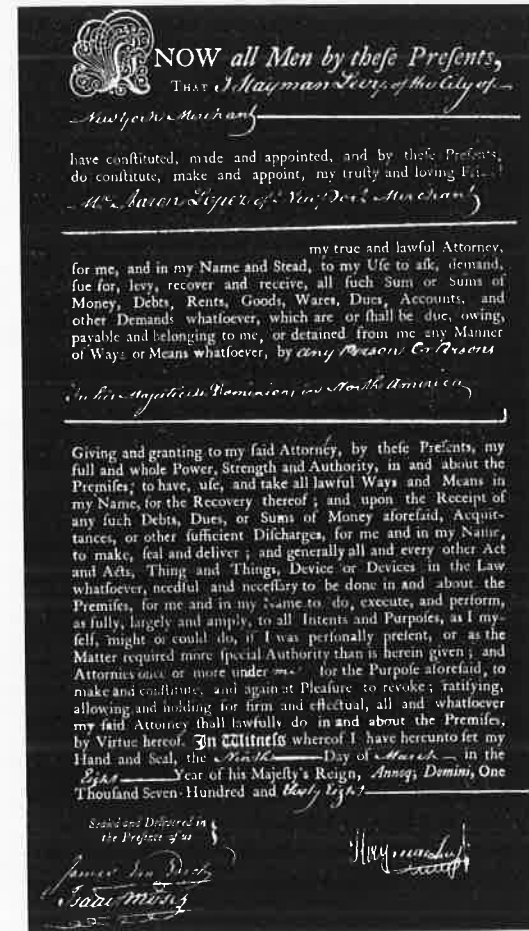 KNOW all Men by theſe Preſents,
THAT I Hayman Levy of the City of
New York Merchant
have conſtituted, made and appointed, and by theſe Preſents,
do conſtitute, make and appoint, my truſty and loving
Mr. Aaron Lopez of New Port Merchant
my true and lawful Attorney,
for me, and in my Name and Stead, to my Uſe to aſk, demand,
ſue for, levy, recover and receive, all ſuch Sum or Sums of
Money, Debts, Rents, Goods, Wares, Dues, Accounts, and
other Demands whatſoever, which are or ſhall be due, owing,
payable and belonging to me, or detained from me any Manner
of Ways or Means whatſoever, by any Person Or Persons
In his Majesties Dominions in North America
Giving and granting to my ſaid Attorney, by theſe Preſents, my
full and whole Power, Strength and Authority, in and about the
Premiſes; to have, uſe, and take all lawful Ways and Means in
my Name, for the Recovery thereof; and upon the Receipt of
any ſuch Debts, Dues, or Sums of Money aforeſaid, Acquit-
tances, or other ſufficient Diſcharges, for me and in my Name,
to make, ſeal and deliver; and generally all and every other Act
and Acts, Thing and Things, Device or Devices in the Law
whatſoever, needful and neceſſary to be done in and about the
Premiſes, for me and in my Name to do, execute, and perform,
as fully, largely and amply, to all Intents and Purpoſes, as I my-
ſelf, might or could do, if I was perſonally preſent, or as the
Matter required more ſpecial Authority than is herein given; and
Attornies once or more under me for the Purpoſe aforeſaid, to
make and conſtitute, and again at Pleaſure to revoke; ratifying,
allowing and holding for firm and effectual, all and whatſoever
my ſaid Attorney ſhall lawfully do in and about the Premiſes,
by Virtue hereof. In Witneſs whereof I have hereunto ſet my
Hand and Seal, the Ninth Day of March in the
Eight Year of his Majeſty's Reign, Annoq; Domini, One
Thouſand Seven-Hundred and Sixty Eight
Sealed and Delivered in
the Preſence of us
James Van
Isaac Moses
Hayman Levy